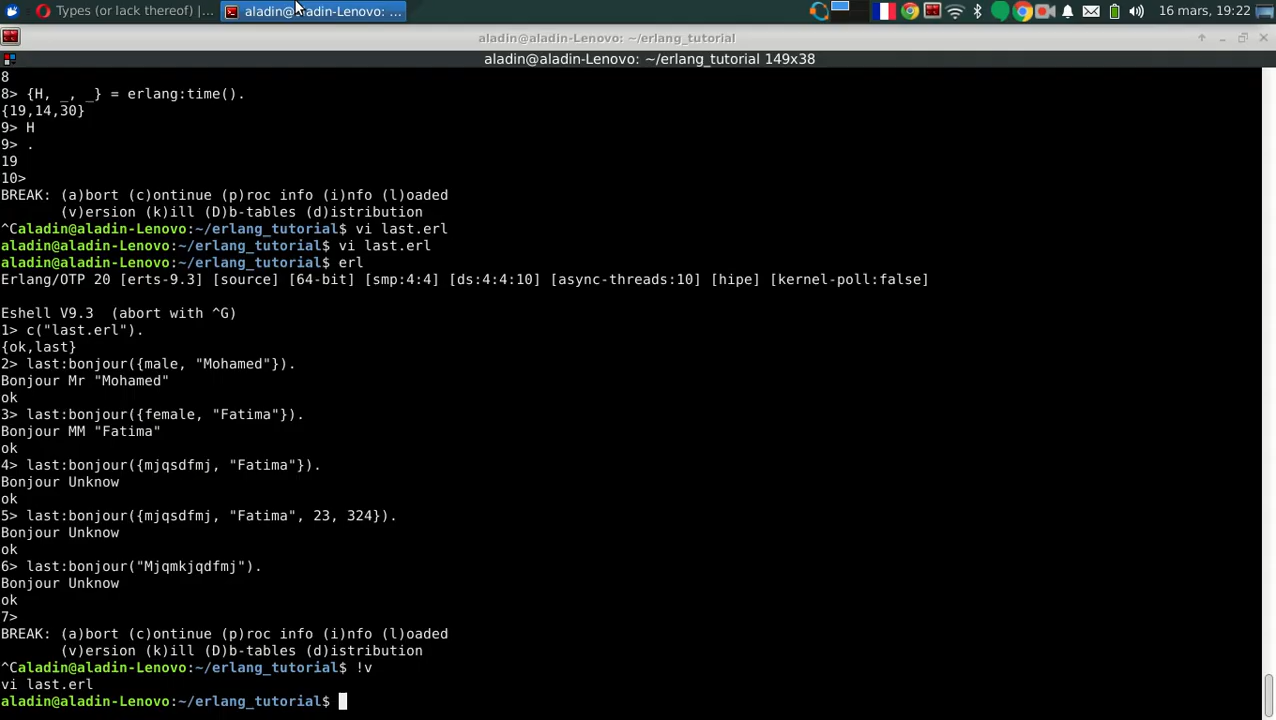 Types (or lack thereof) |...
aladin@aladin-Lenovo: ...
16 mars, 19:22
aladin@aladin-Lenovo: ~/erlang_tutorial
aladin@aladin-Lenovo: ~/erlang_tutorial 149x38
8
8> {H, _, _} = erlang:time().
{19,14,30}
9> H
9> .
19
10>
BREAK: (a)bort (c)ontinue (p)roc info (i)nfo (l)oaded
(v)ersion (k)ill (D)b-tables (d)istribution
^Caladin@aladin-Lenovo:~/erlang_tutorial$ vi last.erl
aladin@aladin-Lenovo:~/erlang_tutorial$ vi last.erl
aladin@aladin-Lenovo:~/erlang_tutorial$ erl
Erlang/OTP 20 [erts-9.3] [source] [64-bit] [smp:4:4] [ds:4:4:10] [async-threads:10] [hipe] [kernel-poll:false]
Eshell V9.3  (abort with ^G)
1> c("last.erl").
{ok,last}
2> last:bonjour({male, "Mohamed"}).
Bonjour Mr "Mohamed"
ok
3> last:bonjour({female, "Fatima"}).
Bonjour MM "Fatima"
ok
4> last:bonjour({mjqsdfmj, "Fatima"}).
Bonjour Unknow
ok
5> last:bonjour({mjqsdfmj, "Fatima", 23, 324}).
Bonjour Unknow
ok
6> last:bonjour("Mjqmkjqdfmj").
Bonjour Unknow
ok
7>
BREAK: (a)bort (c)ontinue (p)roc info (i)nfo (l)oaded
(v)ersion (k)ill (D)b-tables (d)istribution
^Caladin@aladin-Lenovo:~/erlang_tutorial$ !v
vi last.erl
aladin@aladin-Lenovo:~/erlang_tutorial$